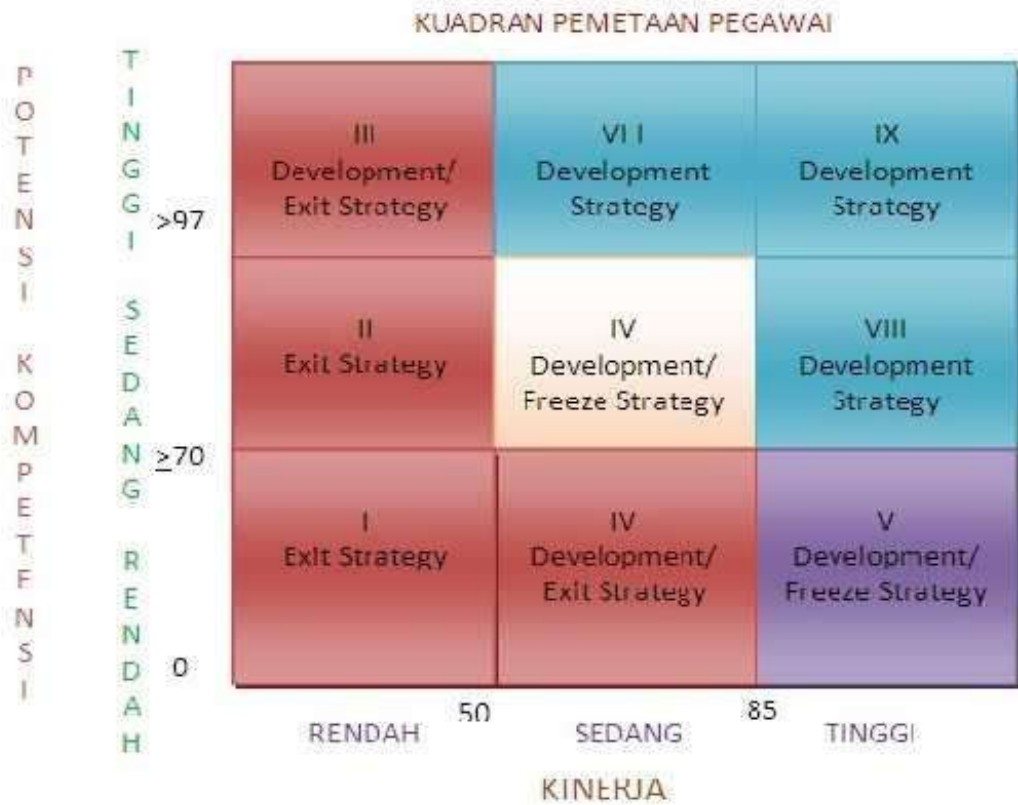 KUADRAN PEMETAAN PEGAWAI
POTENSI KOMPETENSI
TINGGI SEDANG RENDAH
>97
≥70
0
III
Development/
Exit Strategy
VI I
Development
Strategy
IX
Development
Strategy
II
Exit Strategy
IV
Development/
Freeze Strategy
VIII
Development
Strategy
I
Exit Strategy
IV
Development/
Exit Strategy
V
Development/
Freeze Strategy
50
85
RENDAH
SEDANG
TINGGI
KINERJA